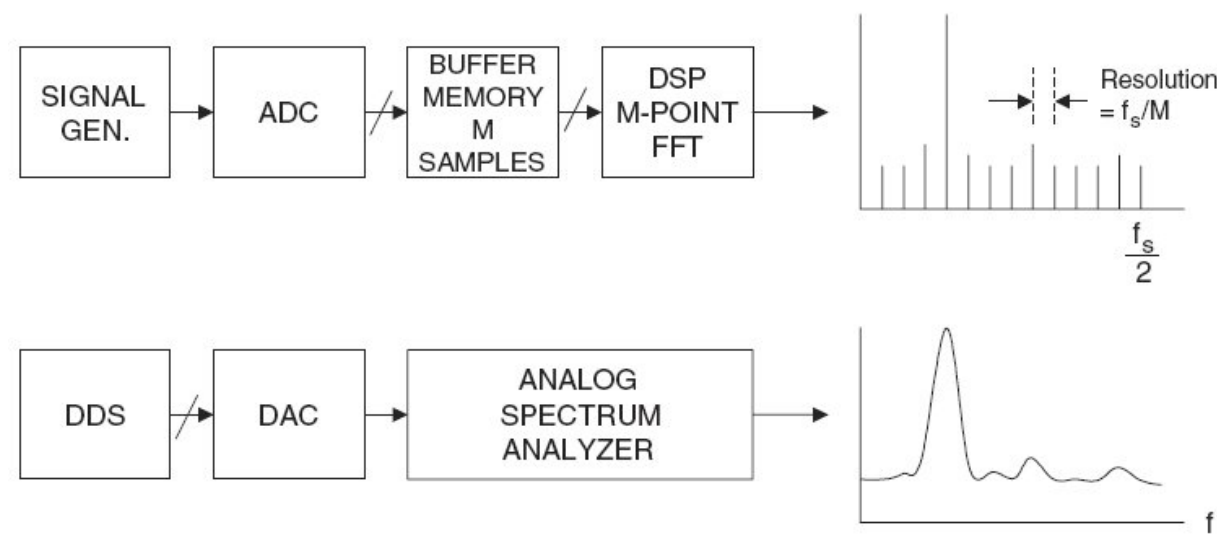 SIGNAL
GEN.
ADC
BUFFER
MEMORY
M
SAMPLES
DSP
M-POINT
FFT
Resolution
= fₛ/M
fₛ
2
DDS
DAC
ANALOG
SPECTRUM
ANALYZER
f